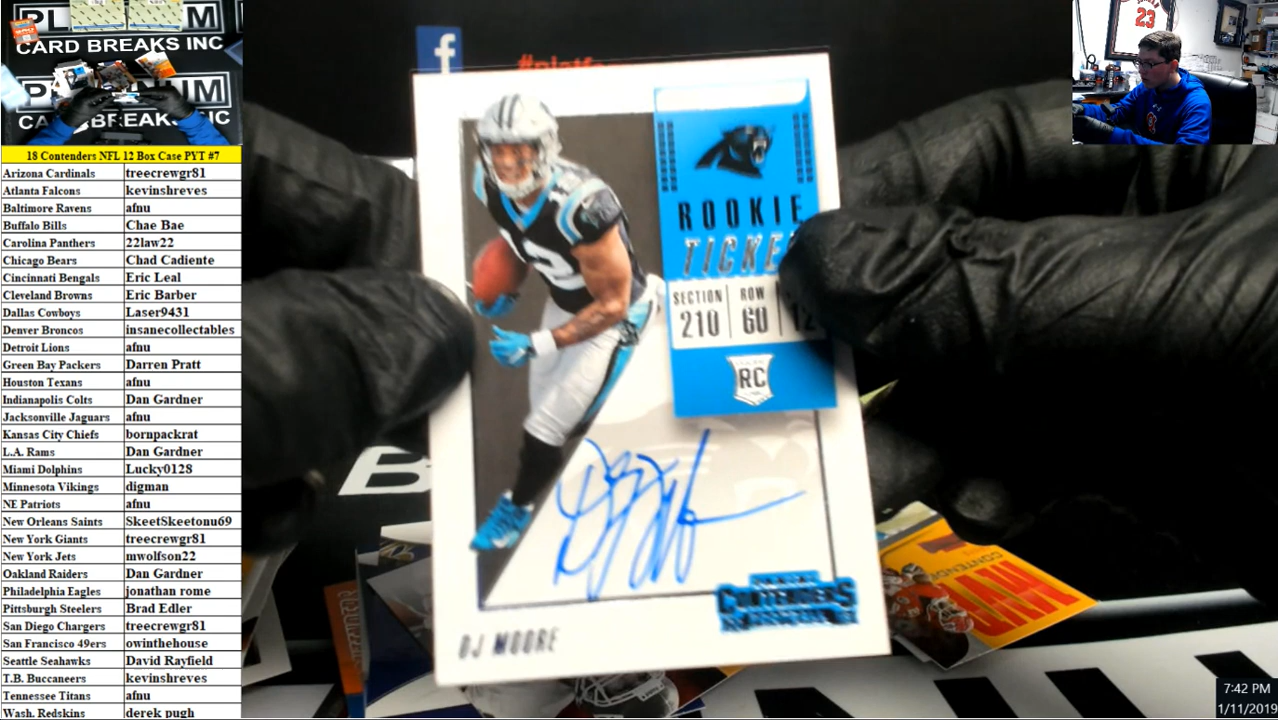 CARD BREAKS INC
18 Contenders NFL 12 Box Case PYT #7
Arizona Cardinals treecrewgr81
Atlanta Falcons kevinshreves
Baltimore Ravens afnu
Buffalo Bills Chae Bae
Carolina Panthers 22law22
Chicago Bears Chad Cadiente
Cincinnati Bengals Eric Leal
Cleveland Browns Eric Barber
Dallas Cowboys Laser9431
Denver Broncos insanecollectables
Detroit Lions afnu
Green Bay Packers Darren Pratt
Houston Texans afnu
Indianapolis Colts Dan Gardner
Jacksonville Jaguars afnu
Kansas City Chiefs bornpackrat
L.A. Rams Dan Gardner
Miami Dolphins Lucky0128
Minnesota Vikings digman
NE Patriots afnu
New Orleans Saints SkeetSkeetonu69
New York Giants treecrewgr81
New York Jets mwolfson22
Oakland Raiders Dan Gardner
Philadelphia Eagles jonathan rome
Pittsburgh Steelers Brad Edler
San Diego Chargers treecrewgr81
San Francisco 49ers owinthehouse
Seattle Seahawks David Rayfield
T.B. Buccaneers kevinshreves
Tennessee Titans afnu
Wash. Redskins derek pugh
f
ROOKIE
TICKE
SECTION ROW
210 60 12
RC
PANINI
CONTENDERS
DJ MOORE
23
7:42 PM
1/11/2019